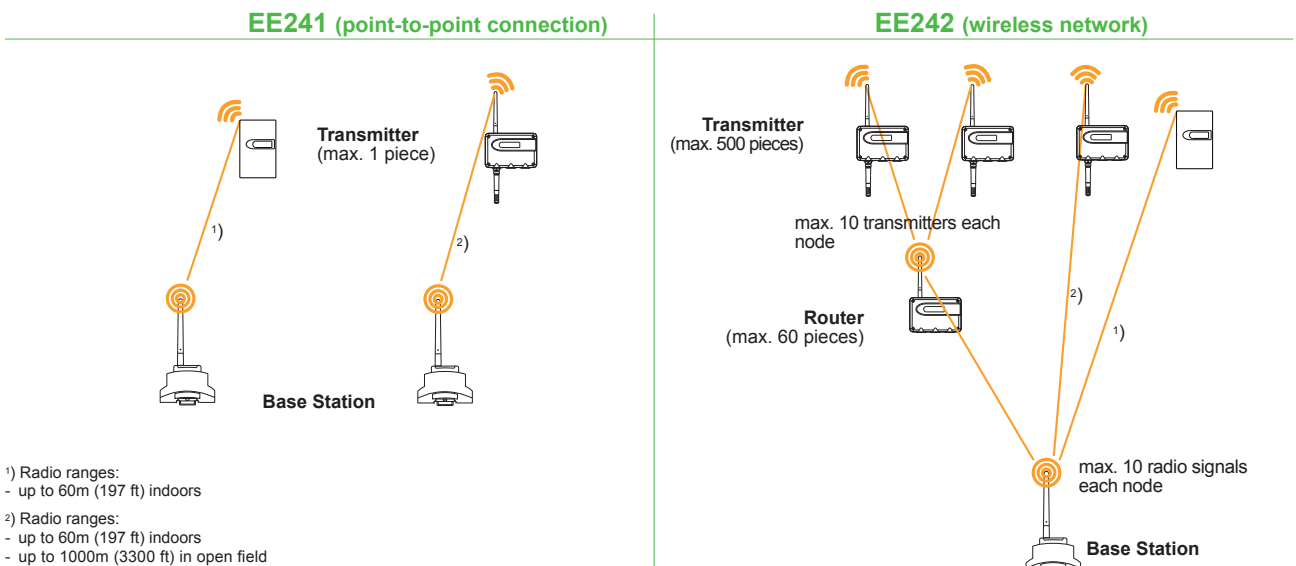 EE241 (point-to-point connection)
Transmitter
(max. 1 piece)
1)
2)
Base Station
1) Radio ranges:
- up to 60m (197 ft) indoors
2) Radio ranges:
- up to 60m (197 ft) indoors
- up to 1000m (3300 ft) in open field
EE242 (wireless network)
Transmitter
(max. 500 pieces)
max. 10 transmitters each
node
Router
(max. 60 pieces)
2)
1)
max. 10 radio signals
each node
Base Station